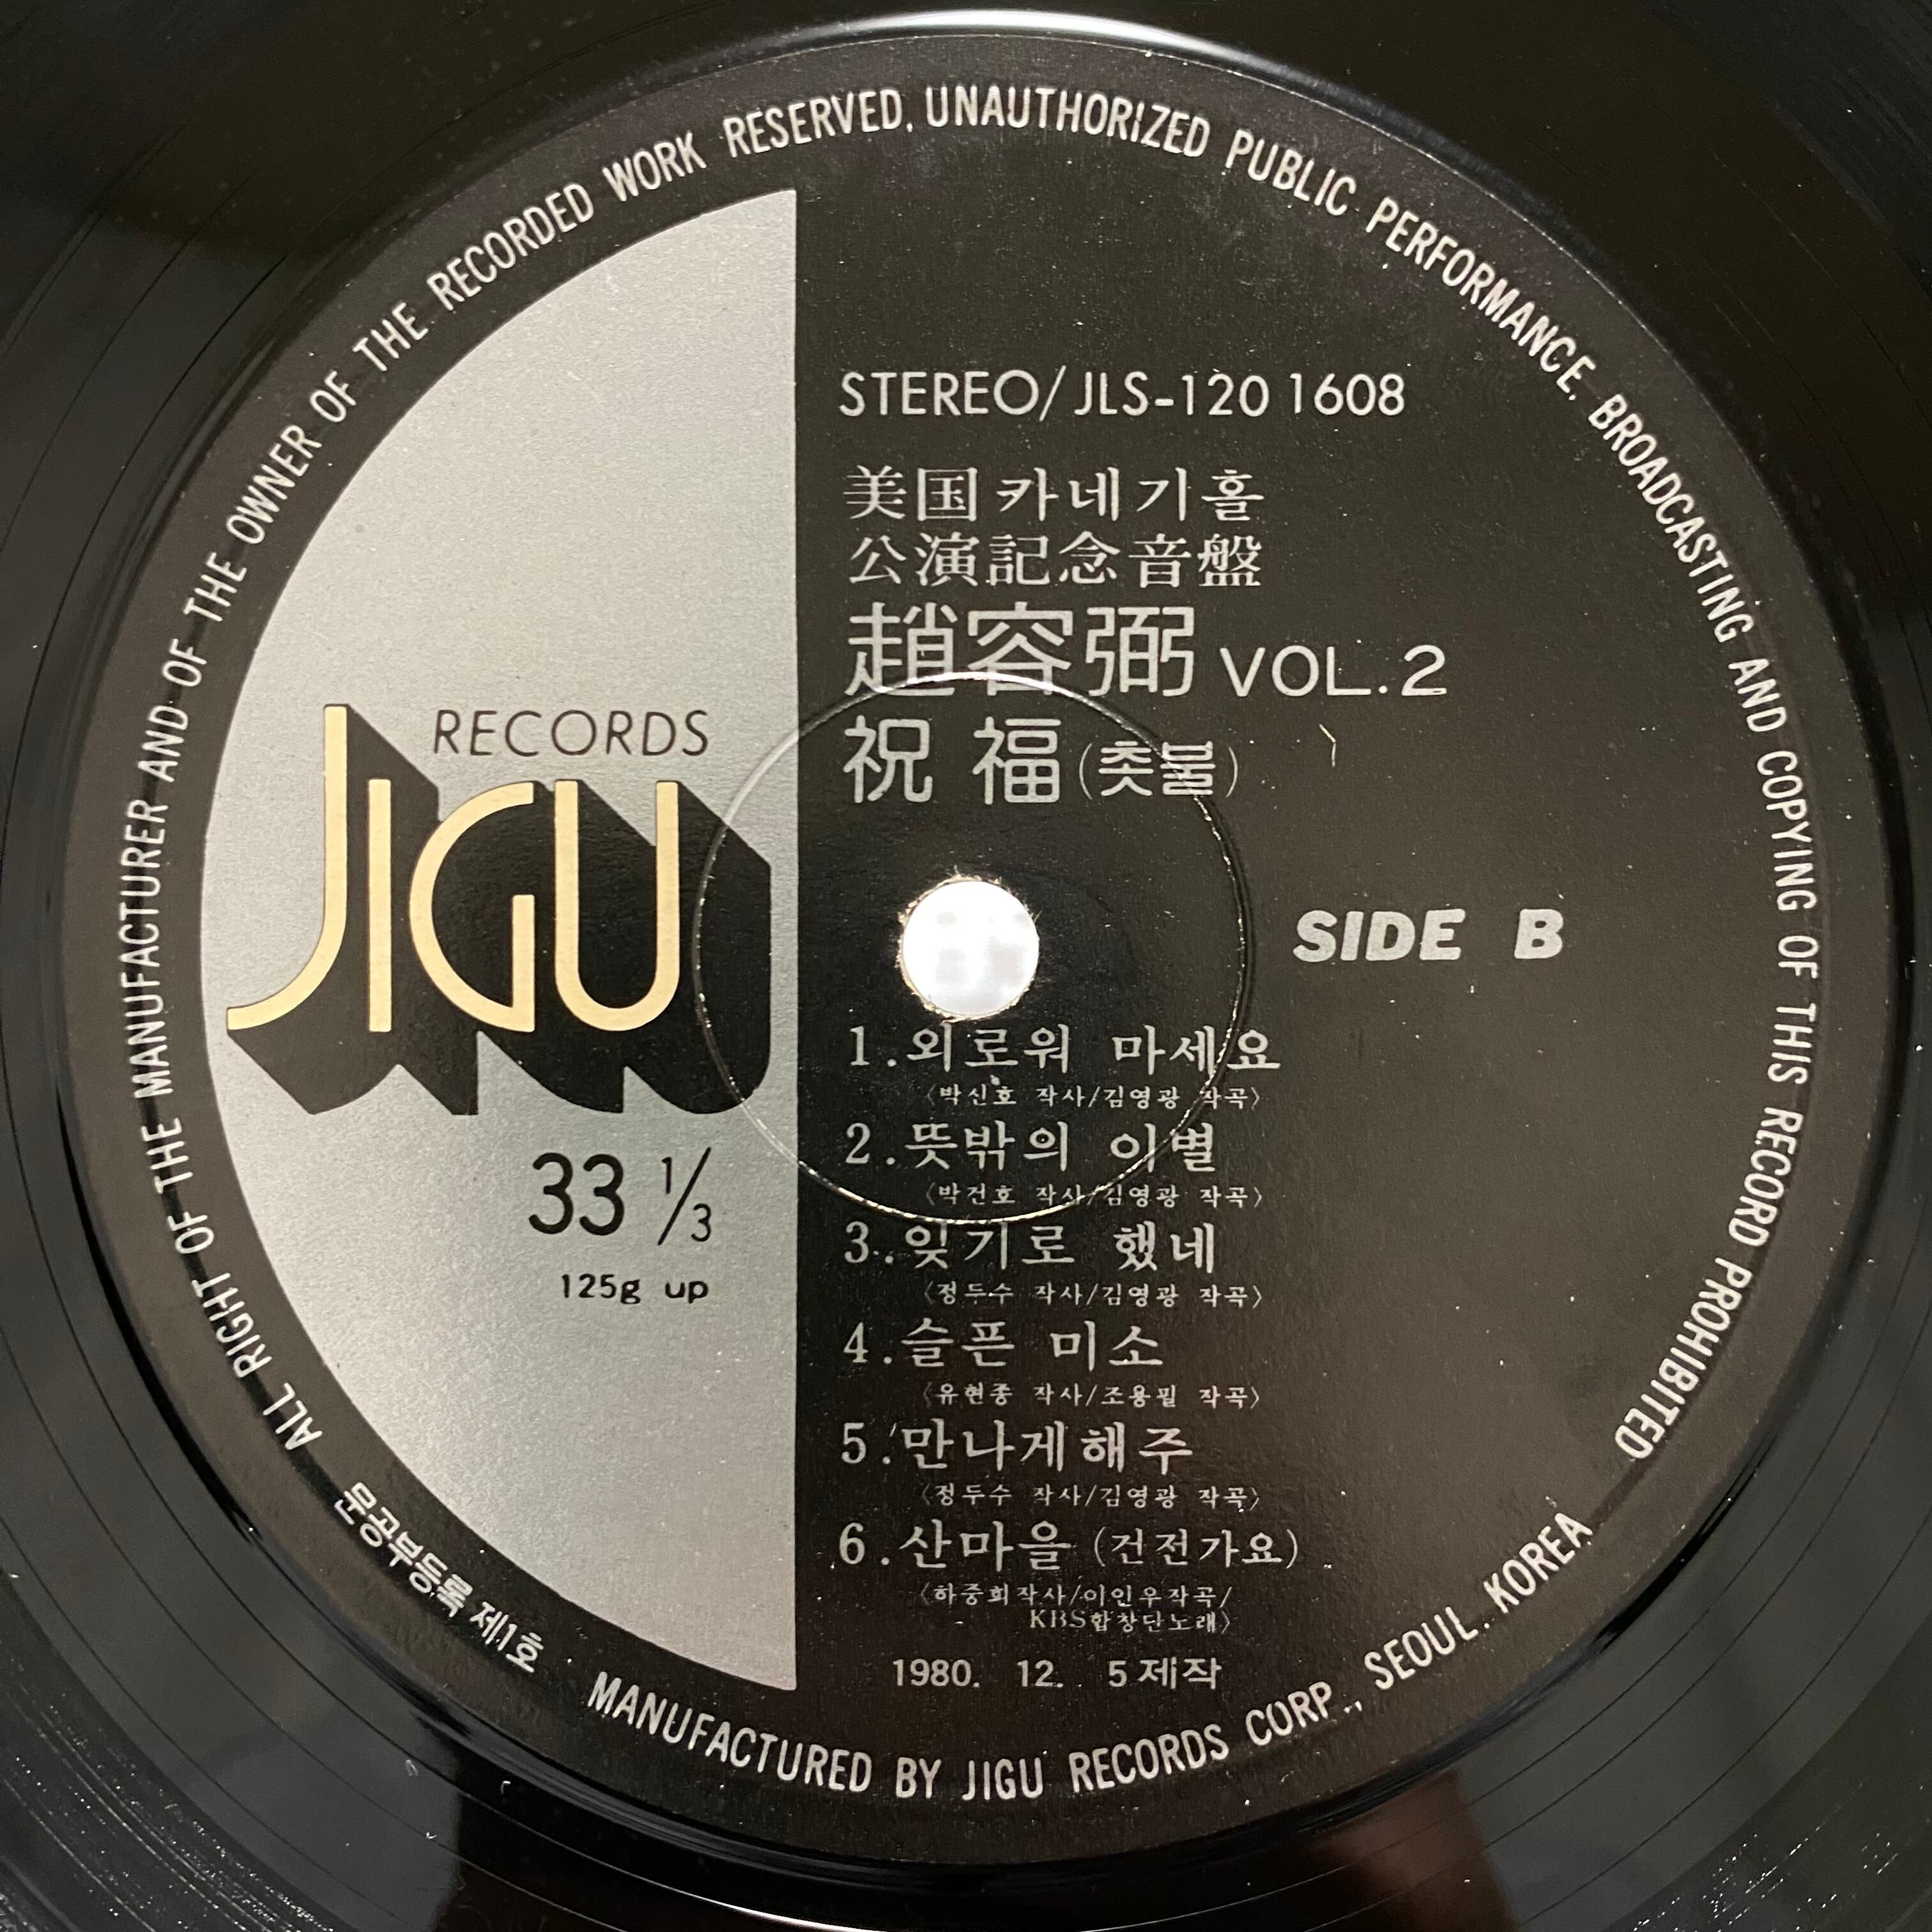 ALL RIGHT OF THE MANUFACTURER AND OF THE OWNER OF THE RECORDED WORK RESERVED. UNAUTHORIZED PUBLIC PERFORMANCE. BROADCASTING AND COPYING OF THIS RECORD PROHIBITED
STEREO/JLS-1201608
美国 카네기홀
公演記念音盤
趙容弼 VOL.2
祝福(촛불)
RECORDS
JIGU
33 1/3
125g up
SIDE B
1.외로워 마세요
〈박신호 작사/김영광 작곡〉
2.뜻밖의 이별
〈박건호 작사/김영광 작곡〉
3.잊기로 했네
〈정두수 작사/김영광 작곡〉
4.슬픈 미소
〈유현종 작사/조용필 작곡〉
5.만나게해주
〈정두수 작사/김영광 작곡〉
6.산마을 (건전가요)
〈하중희작사/이인우작곡/
KBS합창단노래〉
1980. 12. 5제작
문공부등록 제1호
MANUFACTURED BY JIGU RECORDS CORP., SEOUL. KOREA